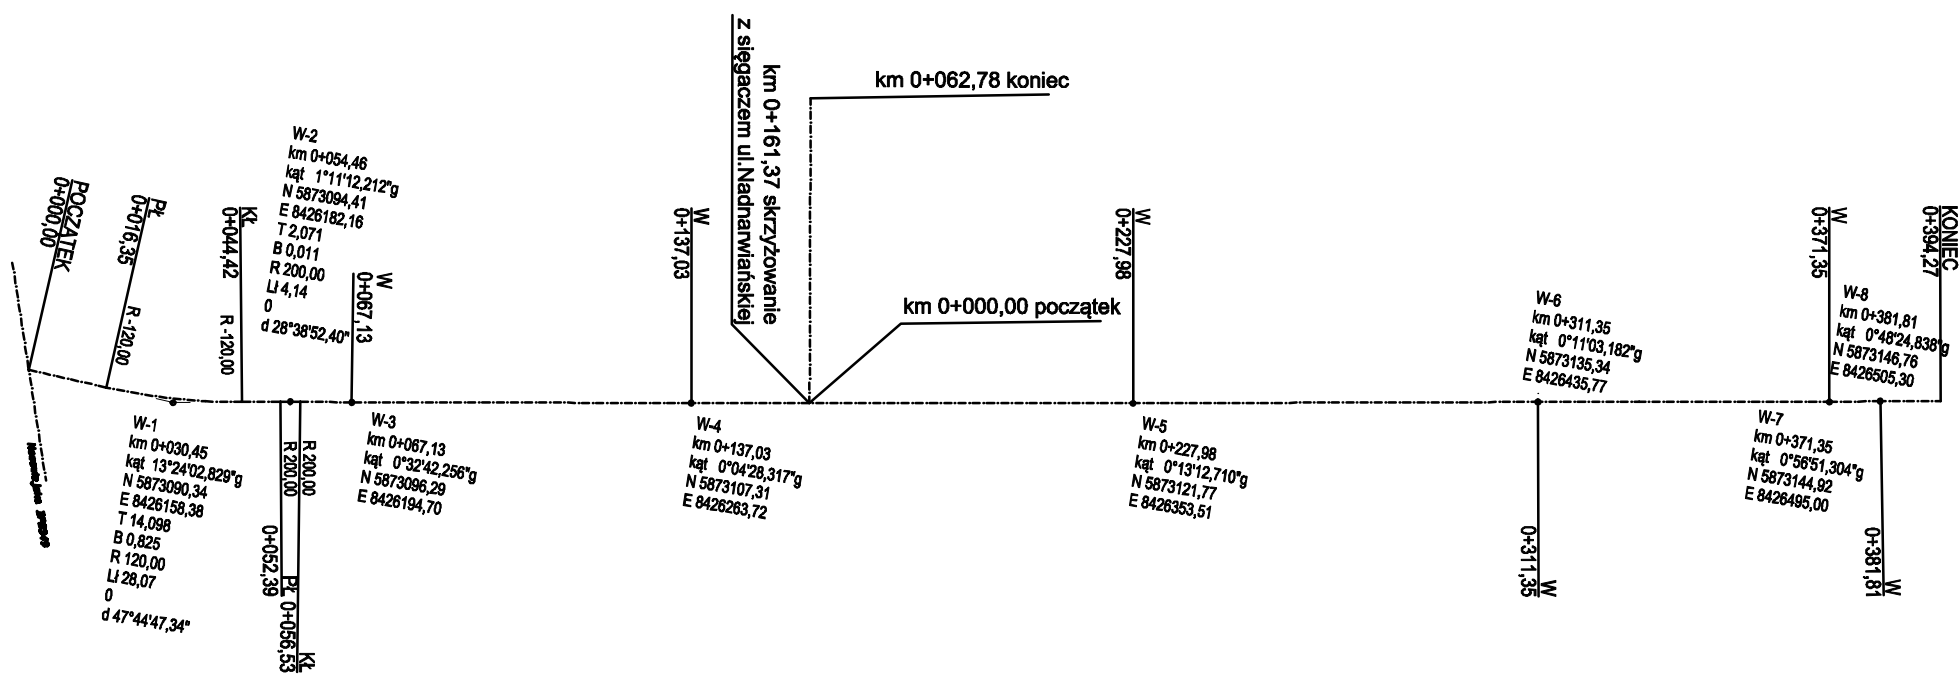 POCZĄTEK
0+000,00
PŁ
0+016,35
R -120,00
KŁ
0+044,42
R -120,00
W-2
km 0+054,46
kąt 1°11'12,212"g
N 5873094,41
E 8426182,16
T 2,071
B 0,011
R 200,00
Lł 4,14
0
d 28°38'52,40"
W
0+067,13
W
0+137,03
km 0+161,37 skrzyżowanie
z sięgaczem ul.Nadnarwiańskiej
km 0+062,78 koniec
km 0+000,00 początek
W
0+227,98
W-6
km 0+311,35
kąt 0°11'03,182"g
N 5873135,34
E 8426435,77
W
0+371,35
W-8
km 0+381,81
kąt 0°48'24,838"g
N 5873146,76
E 8426505,30
KONIEC
0+394,27
W-1
km 0+030,45
kąt 13°24'02,829"g
N 5873090,34
E 8426158,38
T 14,098
B 0,825
R 120,00
Lł 28,07
0
d 47°44'47,34"
R 200,00
PŁ
0+052,39
R 200,00
KŁ
0+056,53
W-3
km 0+067,13
kąt 0°32'42,256"g
N 5873096,29
E 8426194,70
W-4
km 0+137,03
kąt 0°04'28,317"g
N 5873107,31
E 8426263,72
W-5
km 0+227,98
kąt 0°13'12,710"g
N 5873121,77
E 8426353,51
W
0+311,35
W-7
km 0+371,35
kąt 0°56'51,304"g
N 5873144,92
E 8426495,00
W
0+381,81